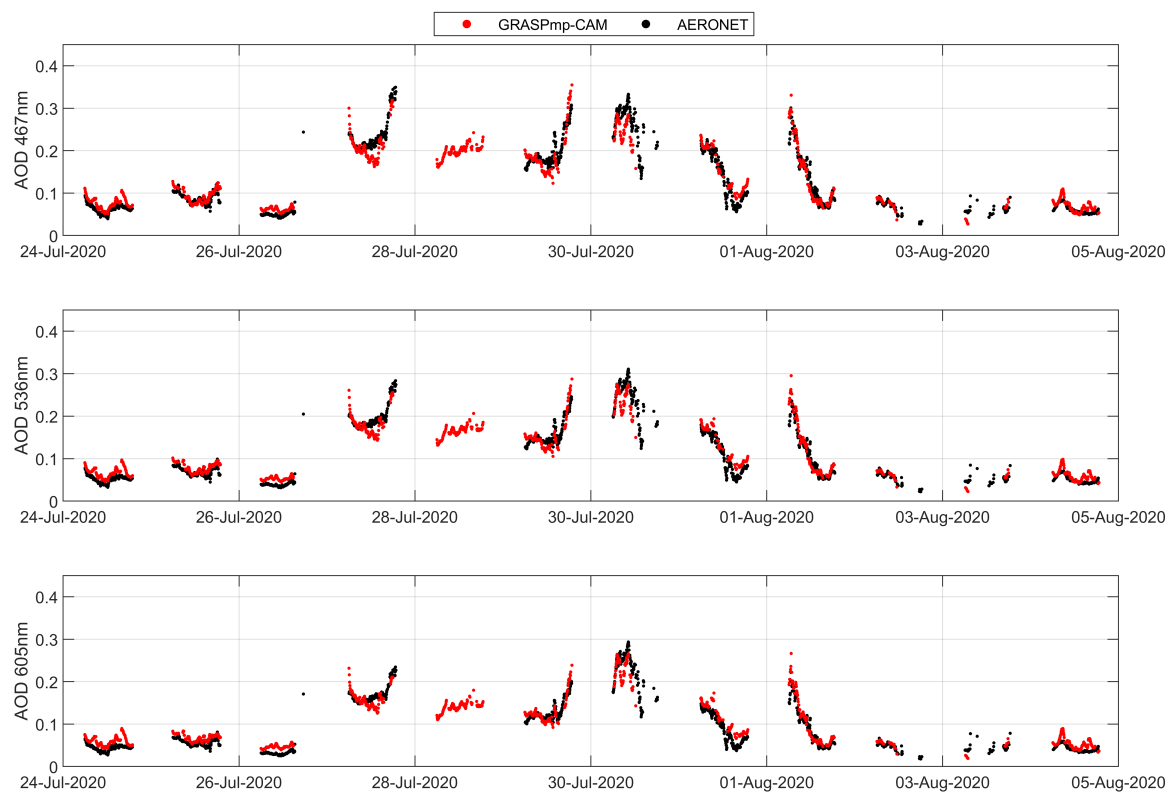 GRASPmp-CAM AERONET
AOD 467nm
0.4
0.3
0.2
0.1
0
24-Jul-2020 26-Jul-2020 28-Jul-2020 30-Jul-2020 01-Aug-2020 03-Aug-2020 05-Aug-2020
AOD 536nm
0.4
0.3
0.2
0.1
0
24-Jul-2020 26-Jul-2020 28-Jul-2020 30-Jul-2020 01-Aug-2020 03-Aug-2020 05-Aug-2020
AOD 605nm
0.4
0.3
0.2
0.1
0
24-Jul-2020 26-Jul-2020 28-Jul-2020 30-Jul-2020 01-Aug-2020 03-Aug-2020 05-Aug-2020